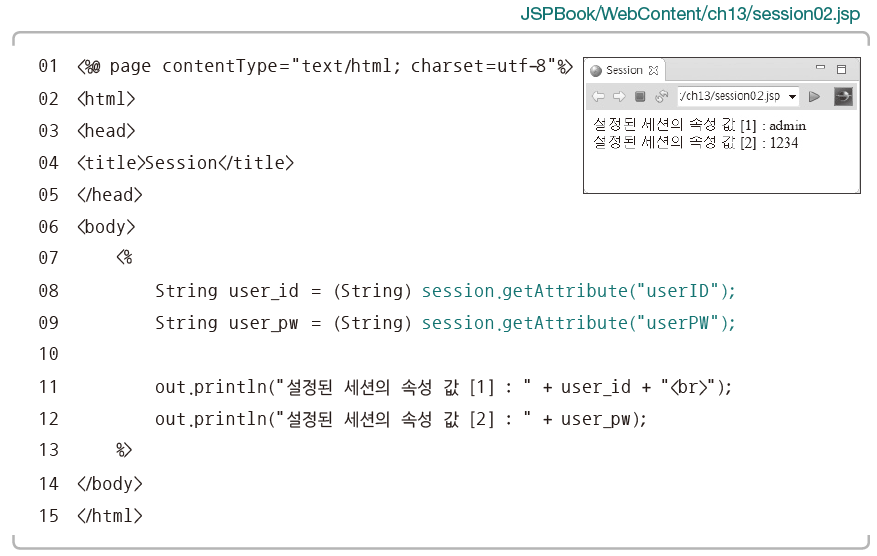 JSPBook/WebContent/ch13/session02.jsp
01 <%@ page contentType="text/html; charset=utf-8"%>
02 <html>
03 <head>
04 <title>Session</title>
05 </head>
06 <body>
07 <%
08 String user_id = (String) session.getAttribute("userID");
09 String user_pw = (String) session.getAttribute("userPW");
10
11 out.println("설정된 세션의 속성 값 [1] : " + user_id + "<br>");
12 out.println("설정된 세션의 속성 값 [2] : " + user_pw);
13 %>
14 </body>
15 </html>
Session
:/ch13/session02.jsp
설정된 세션의 속성 값 [1] : admin
설정된 세션의 속성 값 [2] : 1234